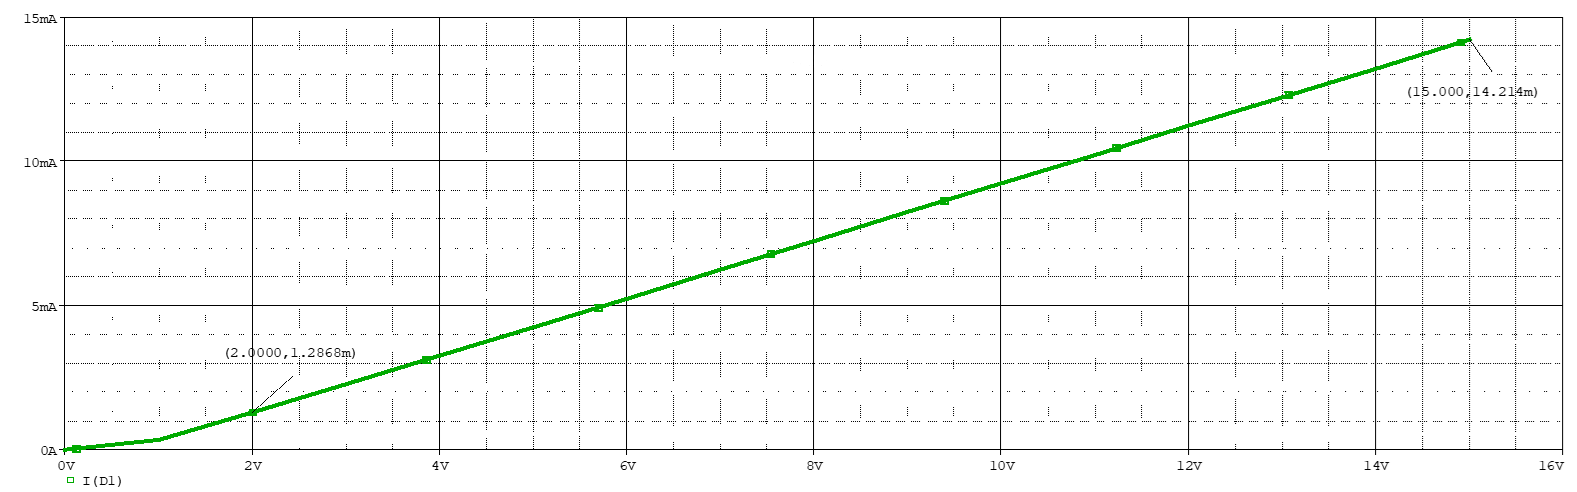 15mA
(15.000,14.214m)
10mA
5mA
(2.0000,1.2868m)
0A
0V 2V 4V 6V 8V 10V 12V 14V 16V
I(D1)